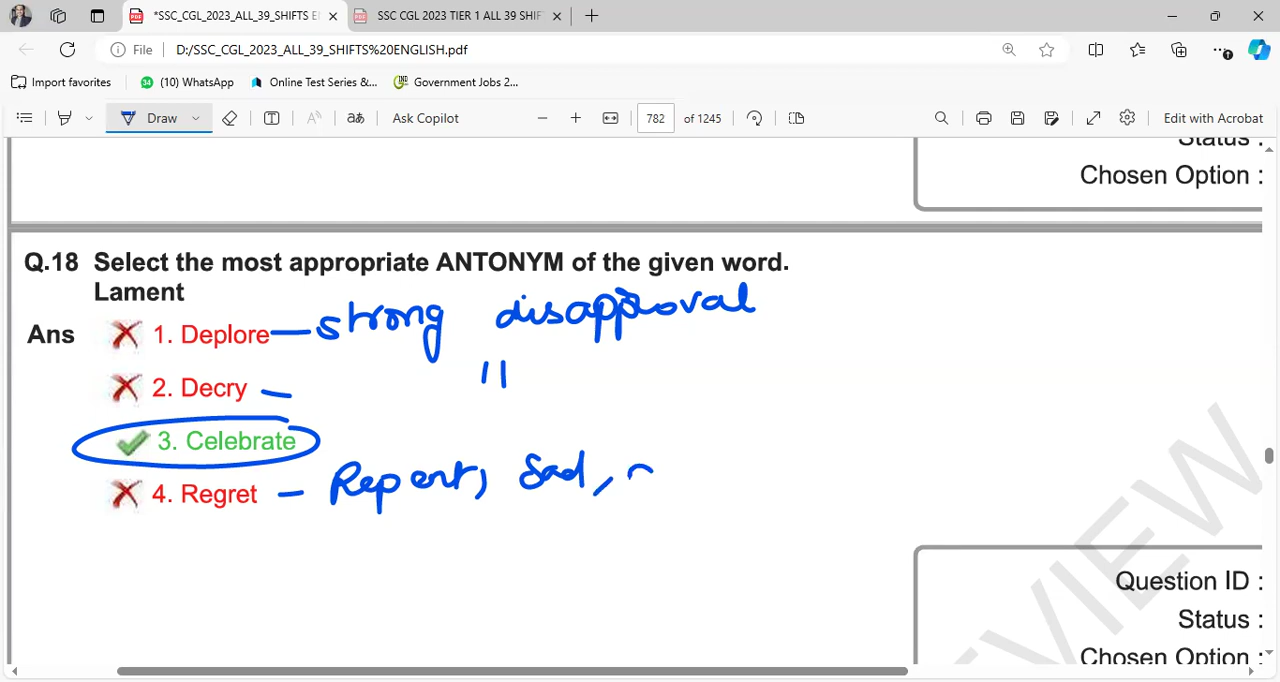 *SSC_CGL_2023_ALL_39_SHIFTS E
SSC CGL 2023 TIER 1 ALL 39 SHIF
File
D:/SSC_CGL_2023_ALL_39_SHIFTS%20ENGLISH.pdf
Import favorites
(10) WhatsApp
Online Test Series &...
Government Jobs 2...
Draw
Ask Copilot
782 of 1245
Edit with Acrobat
Status :
Chosen Option :
Q.18 Select the most appropriate ANTONYM of the given word.
Lament
Ans 1. Deplore — strong disapproval
2. Decry — "
3. Celebrate
4. Regret — Repent, Sad,
VIEW
Question ID :
Status :
Chosen Option :